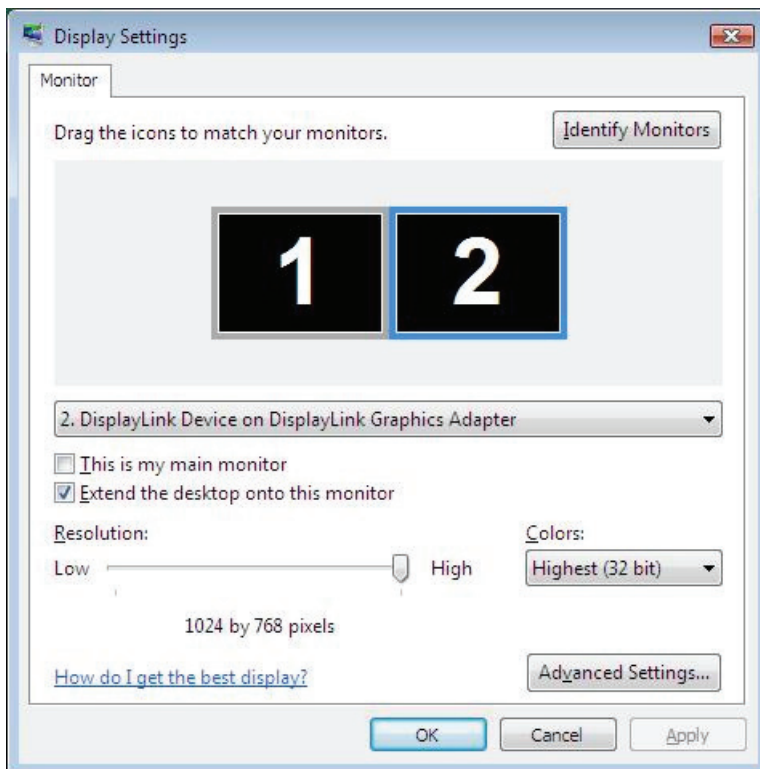 Display Settings
Monitor
Drag the icons to match your monitors.
Identify Monitors
1
2
2. DisplayLink Device on DisplayLink Graphics Adapter
This is my main monitor
Extend the desktop onto this monitor
Resolution:
Colors:
Low
High
Highest (32 bit)
1024 by 768 pixels
How do I get the best display?
Advanced Settings...
OK
Cancel
Apply